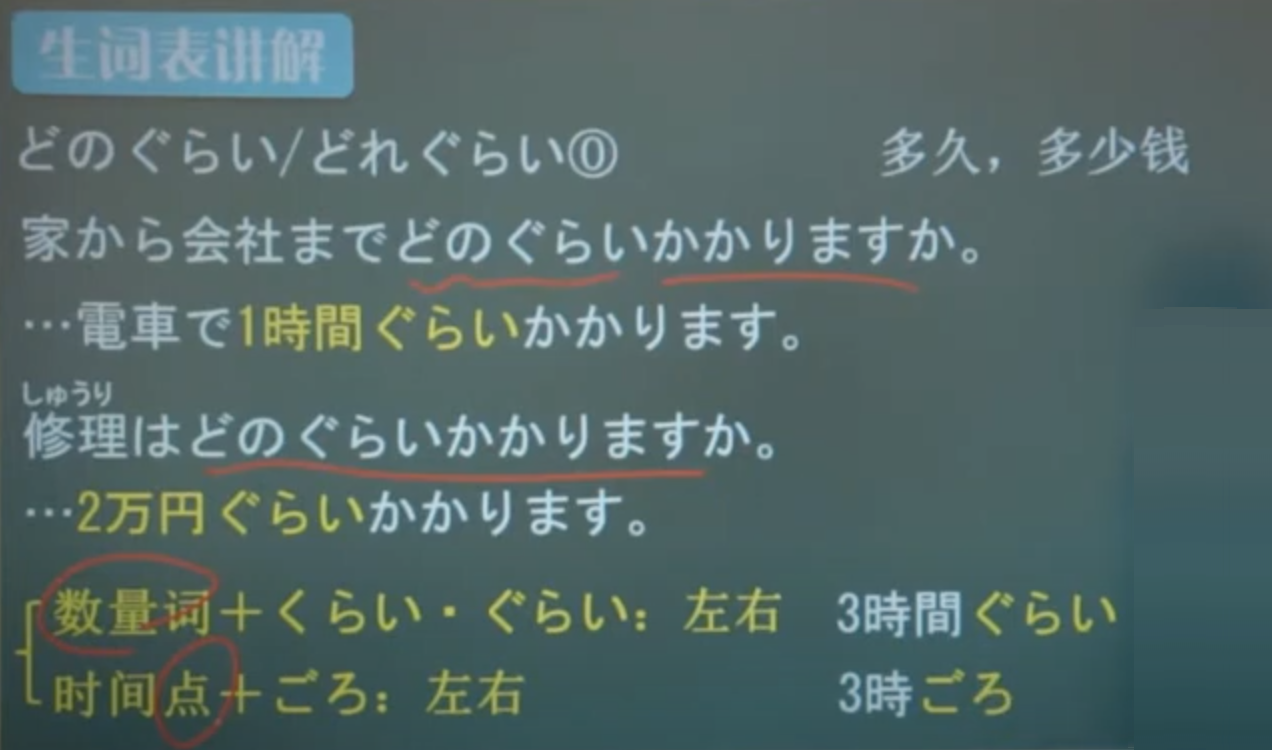 生词表讲解
どのぐらい/どれぐらい⓪ 多久，多少钱
家から会社までどのぐらいかかりますか。
…電車で1時間ぐらいかかります。
しゅうり
修理はどのぐらいかかりますか。
…2万円ぐらいかかります。
数量词＋くらい・ぐらい：左右 3時間ぐらい
时间点＋ごろ：左右 3時ごろ